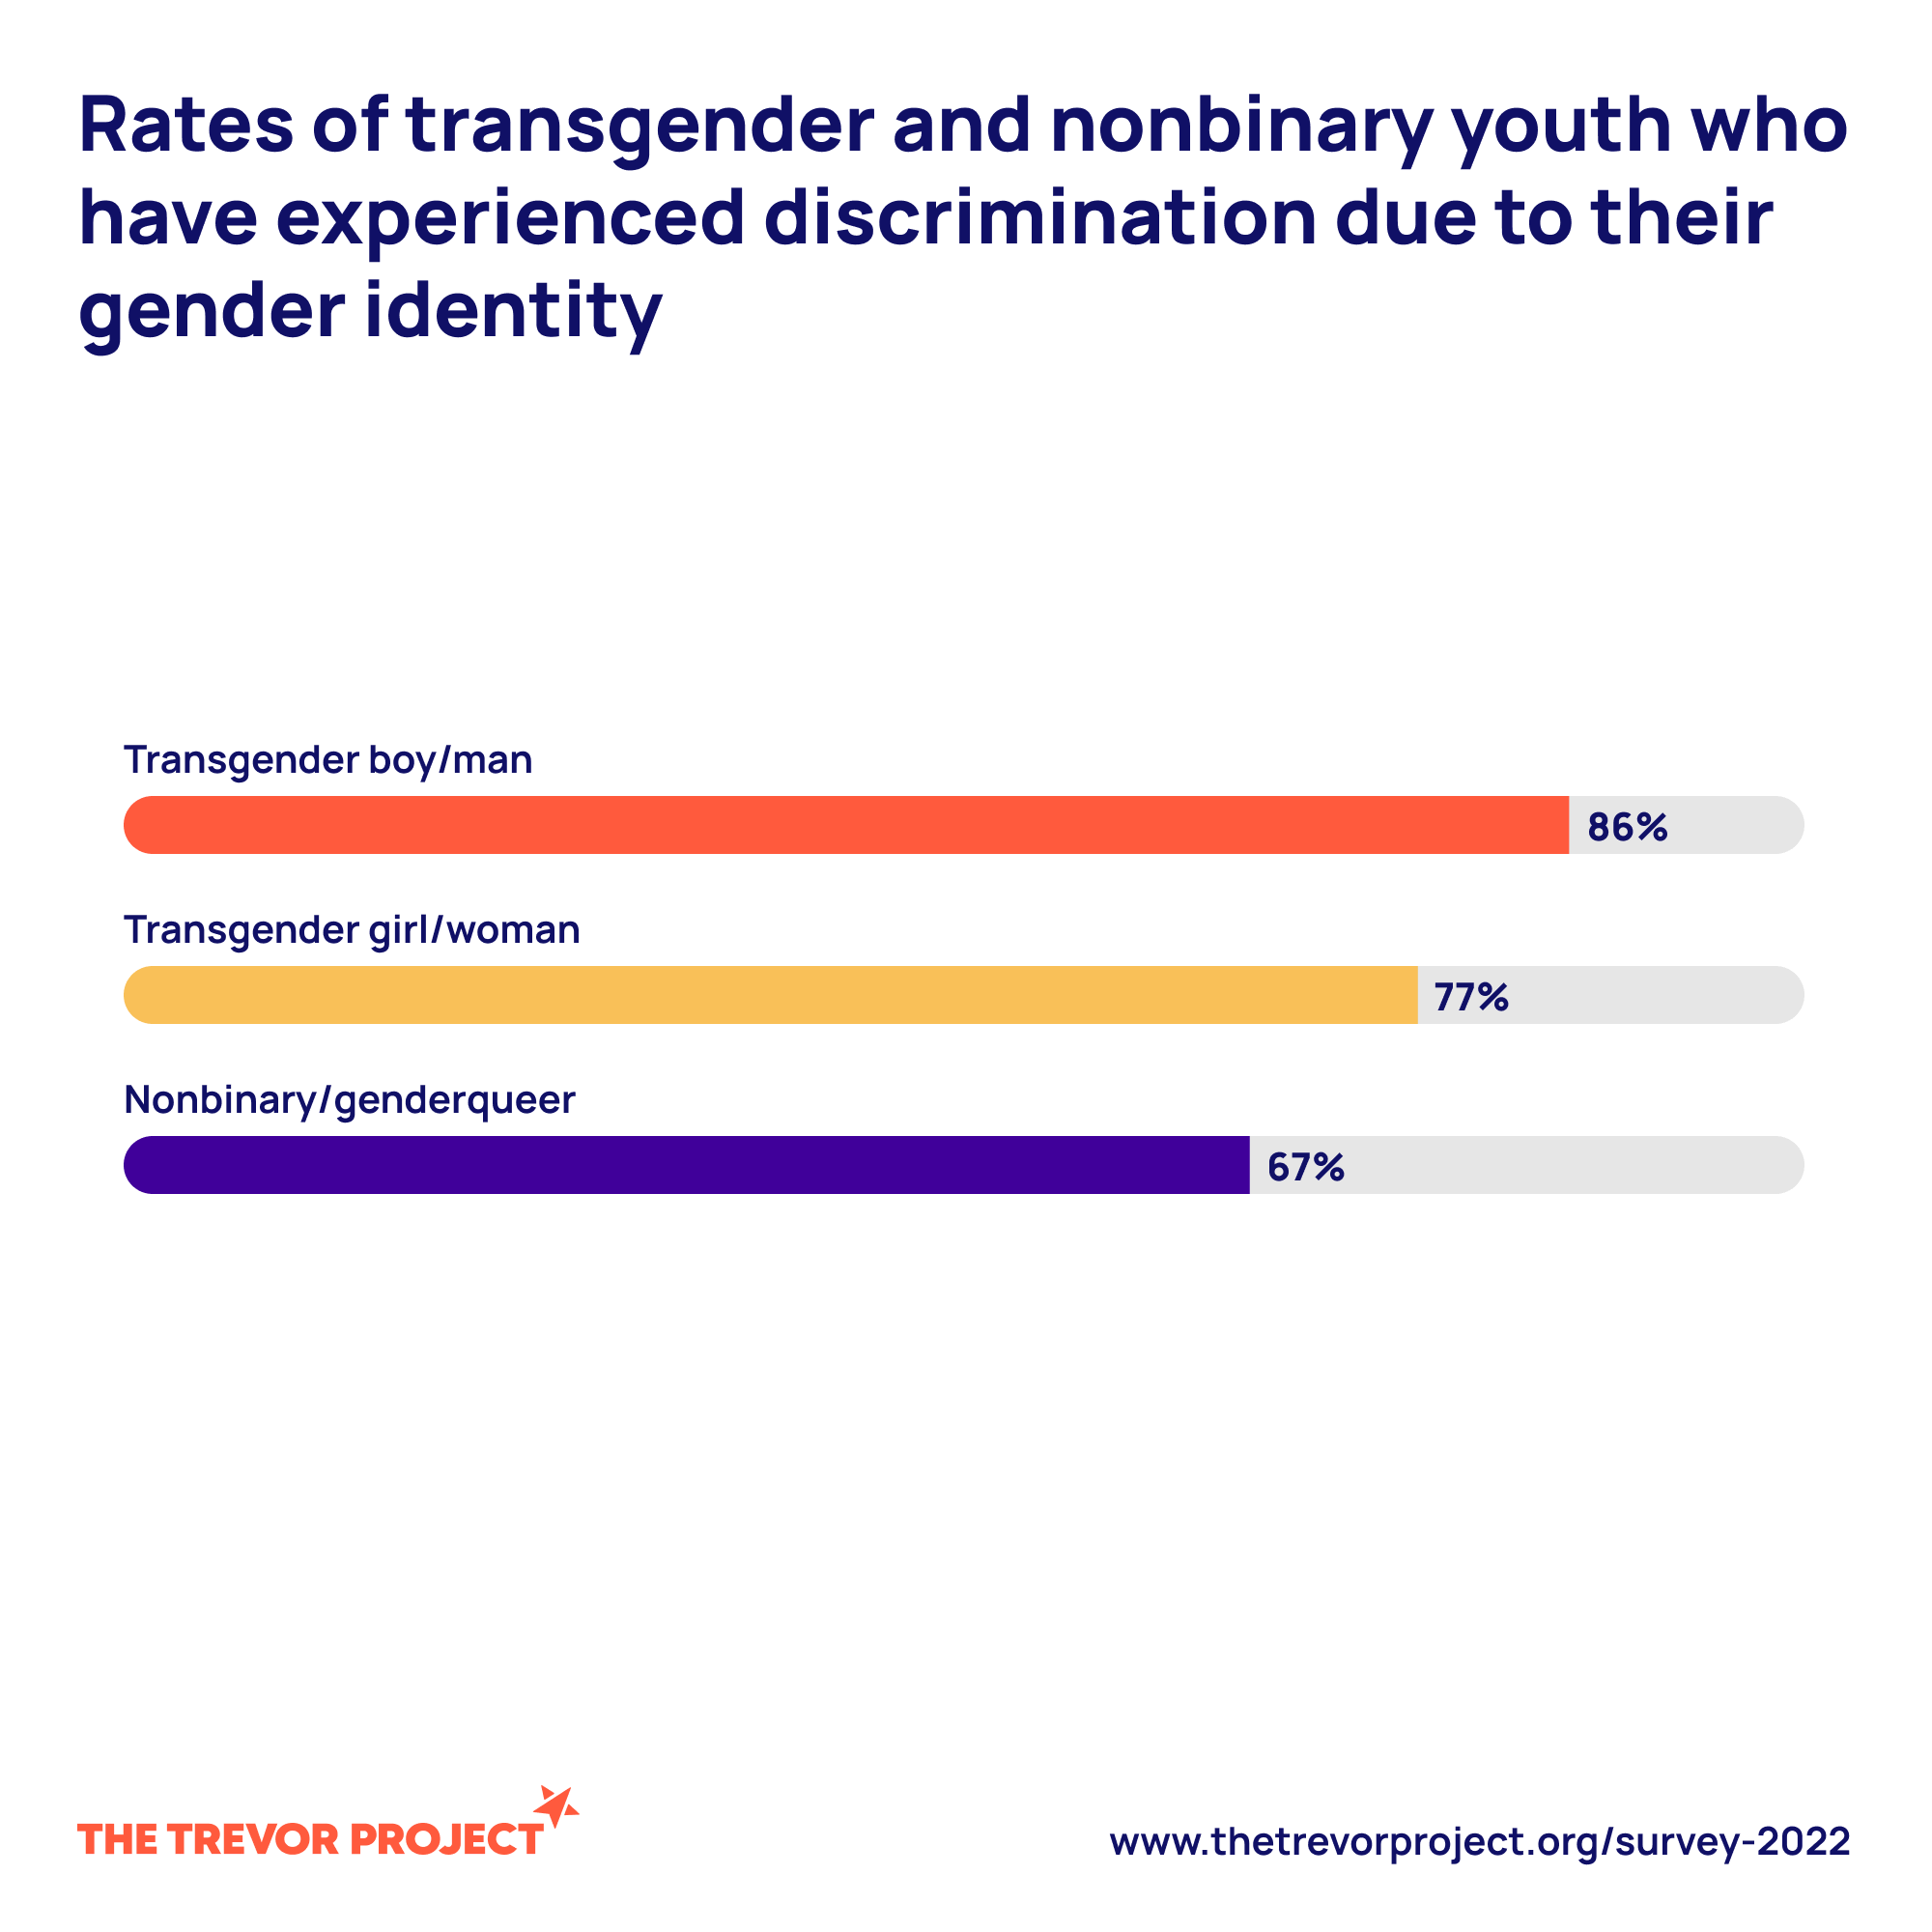 Rates of transgender and nonbinary youth who
have experienced discrimination due to their
gender identity
Transgender boy/man
86%
Transgender girl/woman
77%
Nonbinary/genderqueer
67%
THE TREVOR PROJECT
www.thetrevorproject.org/survey-2022